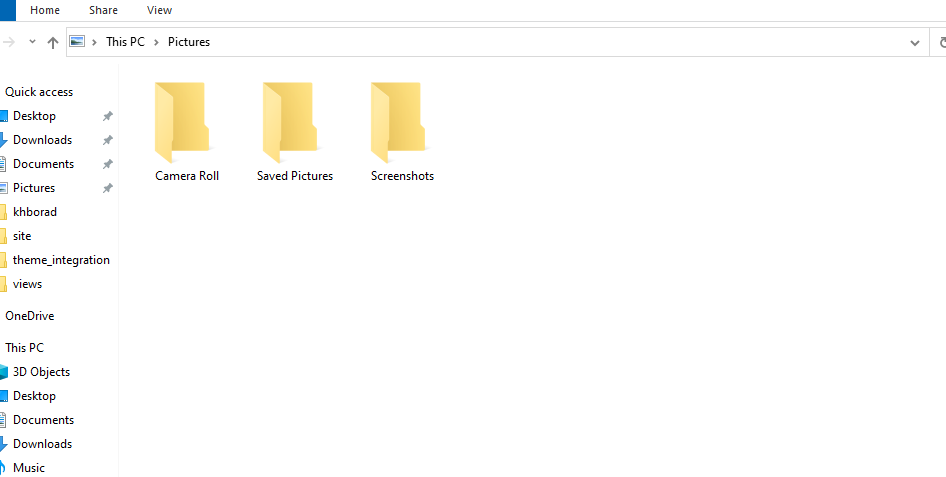 Home Share View
This PC > Pictures
Quick access
Desktop
Downloads
Documents
Pictures
khborad
site
theme_integration
views
OneDrive
This PC
3D Objects
Desktop
Documents
Downloads
Music
Camera Roll Saved Pictures Screenshots